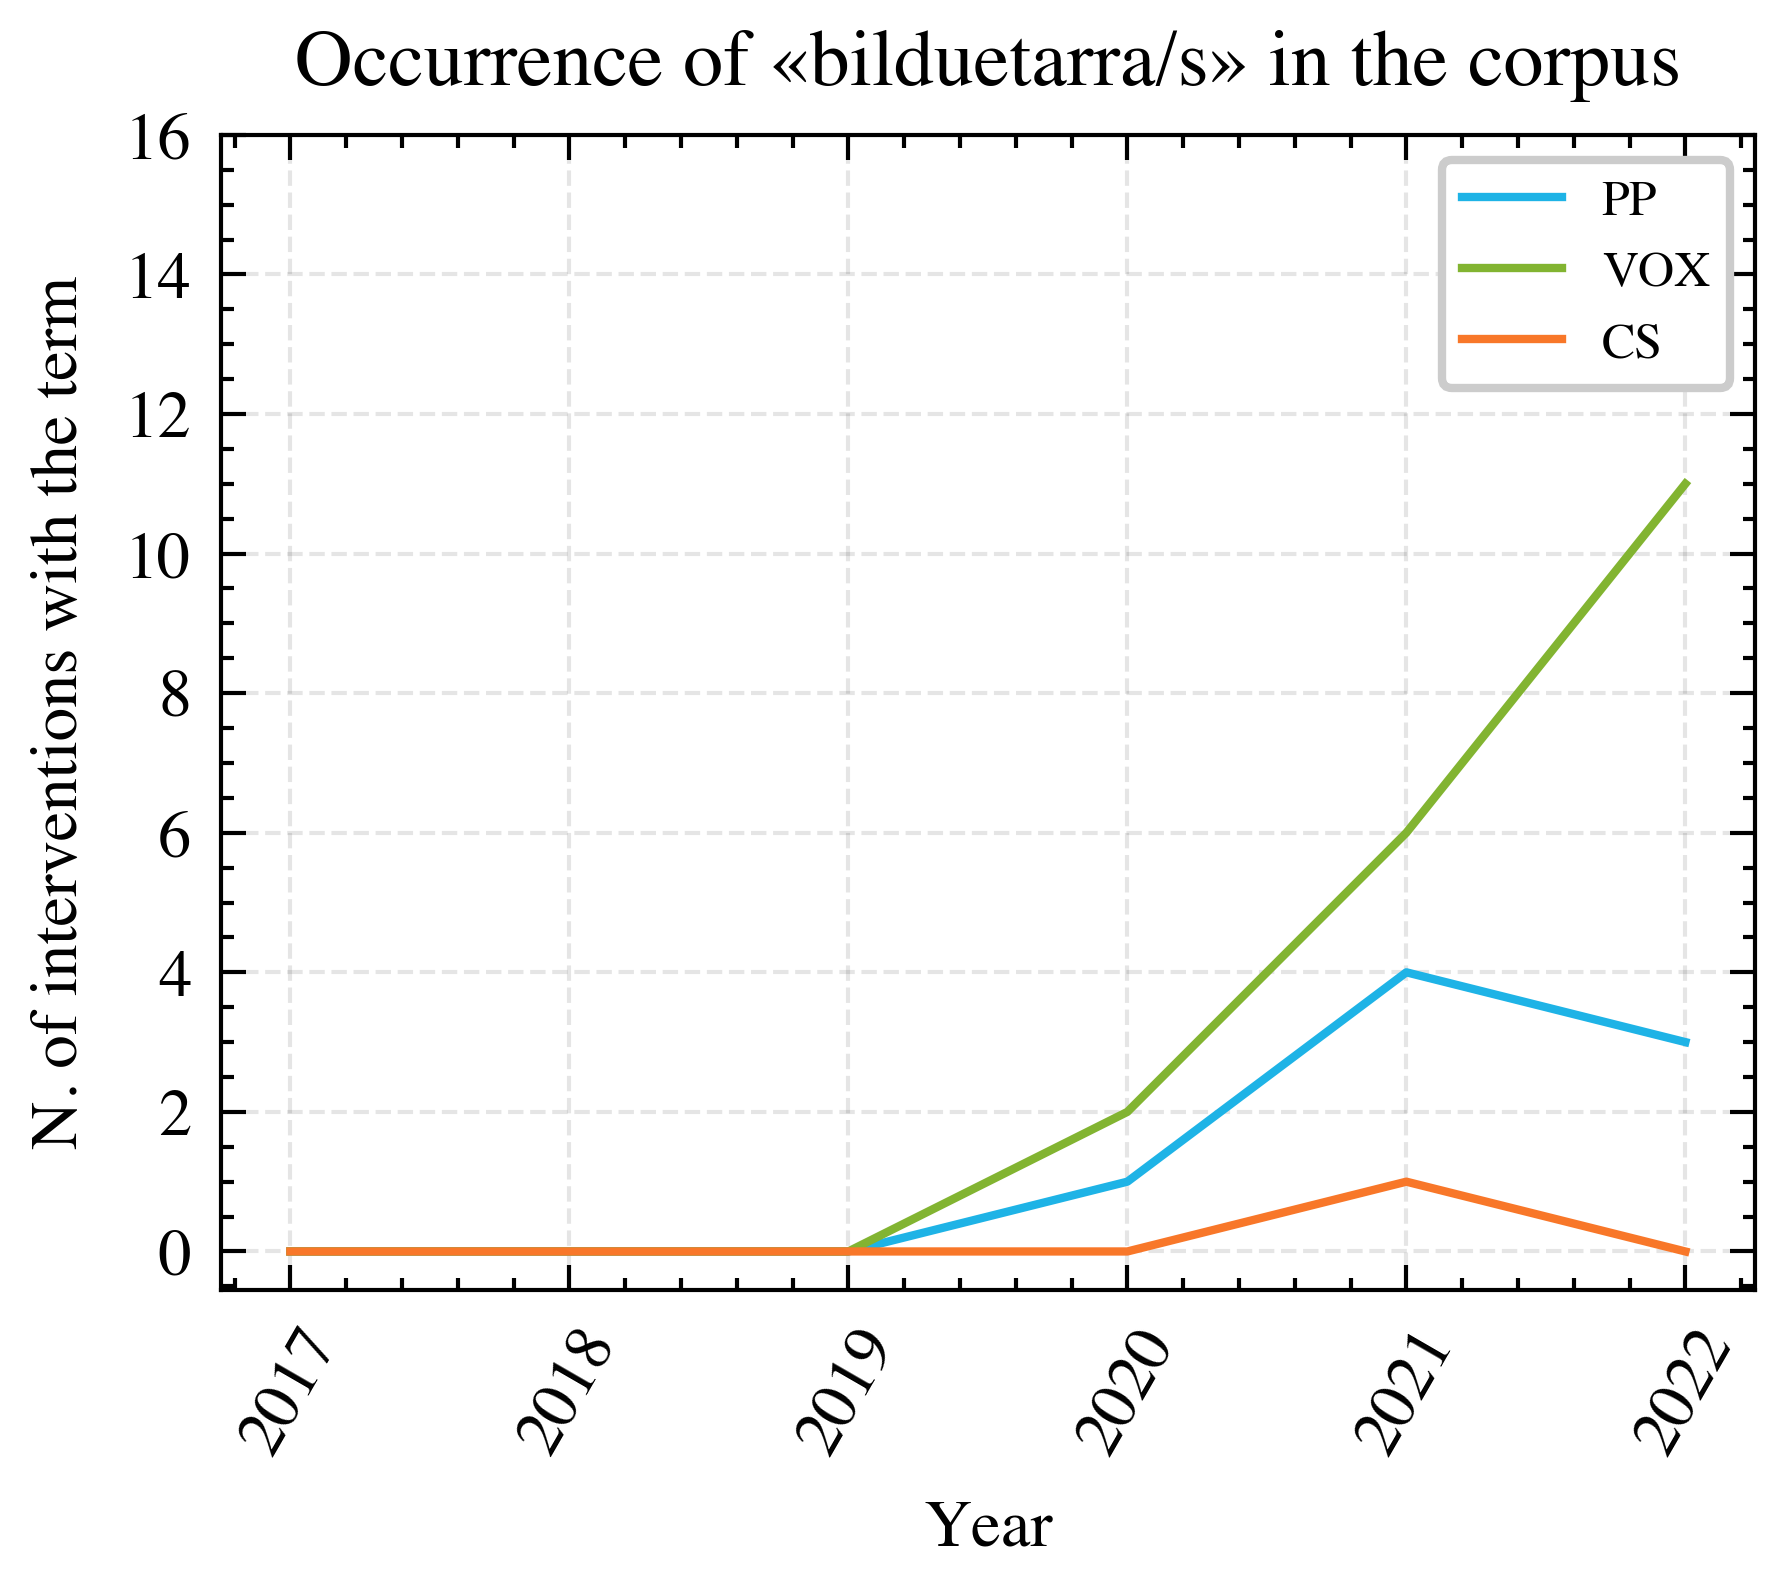 Occurrence of «bilduetarra/s» in the corpus
N. of interventions with the term
16
14
12
10
8
6
4
2
0
PP
VOX
CS
2017
2018
2019
2020
2021
2022
Year